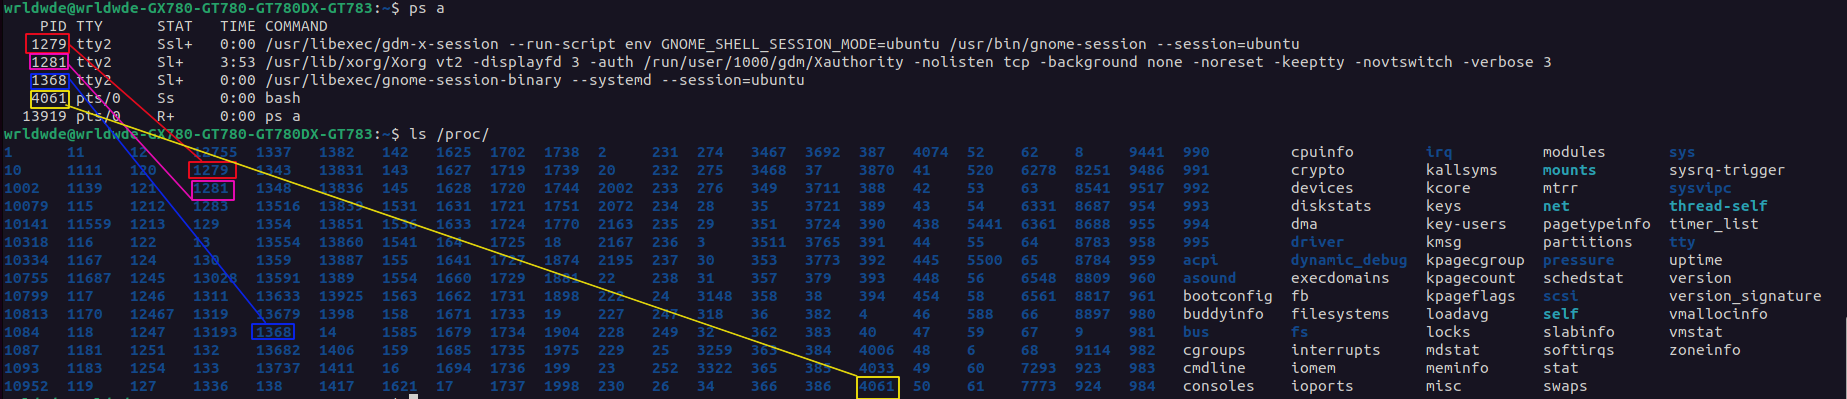 wrldwde@wrldwde-GX780-GT780-GT780DX-GT783:~$ ps a
PID TTY STAT TIME COMMAND
1279 tty2 Ssl+ 0:00 /usr/libexec/gdm-x-session --run-script env GNOME_SHELL_SESSION_MODE=ubuntu /usr/bin/gnome-session --session=ubuntu
1281 tty2 Sl+ 3:53 /usr/lib/xorg/Xorg vt2 -displayfd 3 -auth /run/user/1000/gdm/Xauthority -nolisten tcp -background none -noreset -keeptty -novtswitch -verbose 3
1368 tty2 Sl+ 0:00 /usr/libexec/gnome-session-binary --systemd --session=ubuntu
4061 pts/0 Ss 0:00 bash
13919 pts/0 R+ 0:00 ps a
wrldwde@wrldwde-GX780-GT780-GT780DX-GT783:~$ ls /proc/
1 11 12 12755 1337 1382 142 1625 1702 1738 2 231 274 3467 3692 387 4074 52 62 8 9441 990 cpuinfo irq modules sys
10 1111 120 1279 1343 13831 143 1627 1719 1739 20 232 275 3468 37 3870 41 520 6278 8251 9486 991 crypto kallsyms mounts sysrq-trigger
1002 1139 121 1281 1348 13836 145 1628 1720 1744 2002 233 276 349 3711 388 42 53 63 8541 9517 992 devices kcore mtrr sysvipc
10079 115 1212 1283 13516 13839 1531 1631 1721 1751 2072 234 28 35 3721 389 43 54 6331 8687 954 993 diskstats keys net thread-self
10141 11559 1213 129 1354 13851 1536 1633 1724 1770 2163 235 29 351 3724 390 438 5441 6361 8688 955 994 dma key-users pagetypeinfo timer_list
10318 116 122 13 13554 13860 1541 164 1725 18 2167 236 3 3511 3765 391 44 55 64 8783 958 995 driver kmsg partitions tty
10334 1167 124 130 1359 13887 155 1641 1727 1874 2195 237 30 353 3773 392 445 5500 65 8784 959 acpi dynamic_debug kpagecgroup pressure uptime
10755 11687 1245 13028 13591 1389 1554 1660 1729 1881 22 238 31 357 379 393 448 56 6548 8809 960 asound execdomains kpagecount schedstat version
10799 117 1246 1311 13633 13925 1563 1662 1731 1898 222 24 3148 358 38 394 454 58 6561 8817 961 bootconfig fb kpageflags scsi version_signature
10813 1170 12467 1319 13679 1398 158 1671 1733 19 227 247 318 36 382 4 46 588 66 8897 980 buddyinfo filesystems loadavg self vmallocinfo
1084 118 1247 13193 1368 14 1585 1679 1734 1904 228 249 32 362 383 40 47 59 67 9 981 bus fs locks slabinfo vmstat
1087 1181 1251 132 13682 1406 159 1685 1735 1975 229 25 3259 363 384 4006 48 6 68 9114 982 cgroups interrupts mdstat softirqs zoneinfo
1093 1183 1254 133 13737 1411 16 1694 1736 199 23 252 3322 365 385 4033 49 60 7293 923 983 cmdline iomem meminfo stat
10952 119 127 1336 138 1417 1621 17 1737 1998 230 26 34 366 386 4061 50 61 7773 924 984 consoles ioports misc swaps